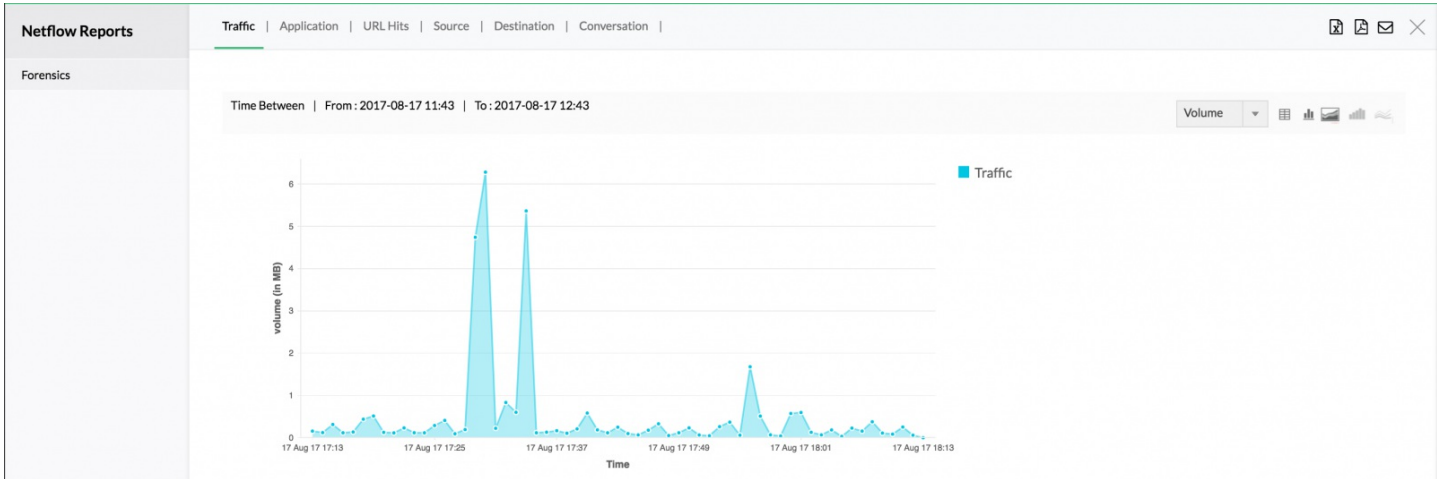 Netflow Reports
Traffic | Application | URL Hits | Source | Destination | Conversation |
Forensics
Time Between | From : 2017-08-17 11:43 | To : 2017-08-17 12:43
Volume
Traffic
6
5
4
3
2
1
0
volume (in MB)
17 Aug 17 17:13 17 Aug 17 17:25 17 Aug 17 17:37 17 Aug 17 17:49 17 Aug 17 18:01 17 Aug 17 18:13
Time